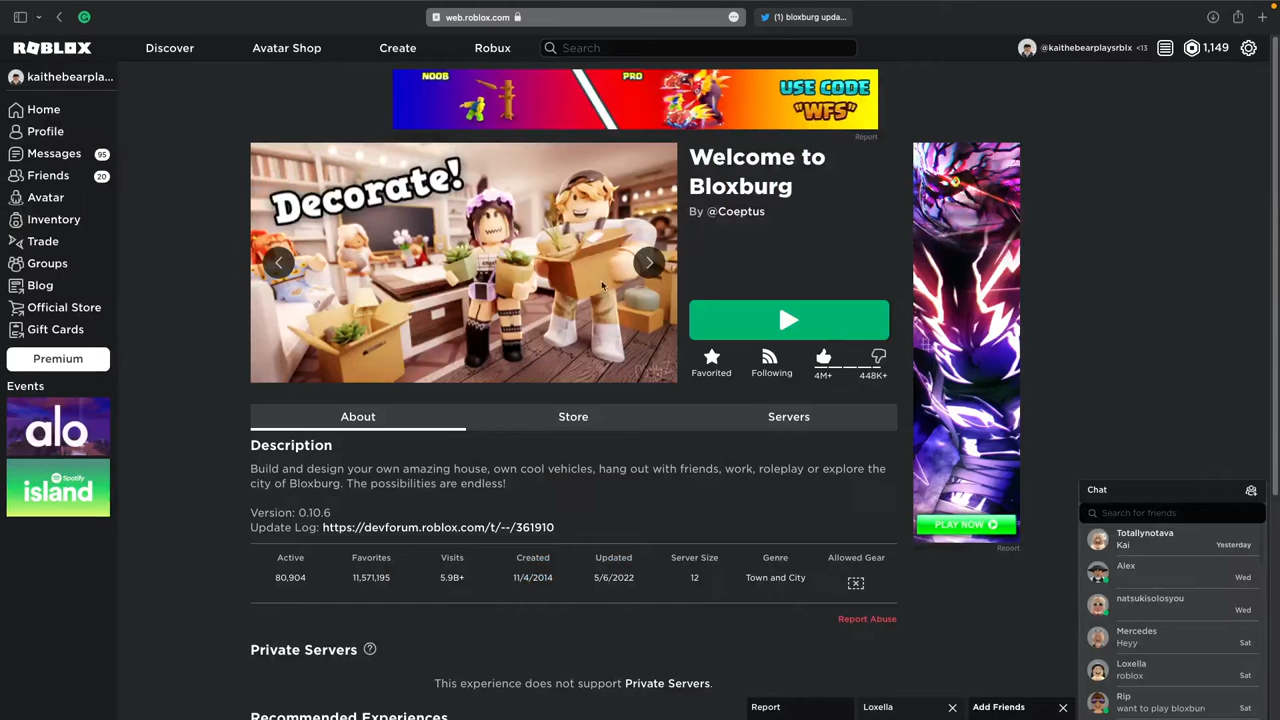 web.roblox.com
(1) bloxburg upda...
ROBLOX
Discover
Avatar Shop
Create
Robux
Search
@kaithebearplaysrblx <13
1,149
kaithebearpla...
Home
Profile
Messages
95
Friends
20
Avatar
Inventory
Trade
Groups
Blog
Official Store
Gift Cards
Premium
Events
alo
Spotify
island
NOOB
PRO
USE CODE
"WFS"
Report
Decorate!
Welcome to
Bloxburg
By @Coeptus
Favorited
Following
4M+
448K+
About
Store
Servers
Description
Build and design your own amazing house, own cool vehicles, hang out with friends, work, roleplay or explore the
city of Bloxburg. The possibilities are endless!
Version: 0.10.6
Update Log: https://devforum.roblox.com/t/--/361910
Active
Favorites
Visits
Created
Updated
Server Size
Genre
Allowed Gear
80,904
11,571,195
5.9B+
11/4/2014
5/6/2022
12
Town and City
Report Abuse
Private Servers
This experience does not support Private Servers.
Recommended Experiences
PLAY NOW
Report
Chat
Search for friends
Totallynotava
Kai
Yesterday
Alex
Wed
natsukisolosyou
Wed
Mercedes
Heyy
Sat
Loxella
roblox
Sat
Rip
want to play bloxburg
Sat
Report
Loxella
Add Friends